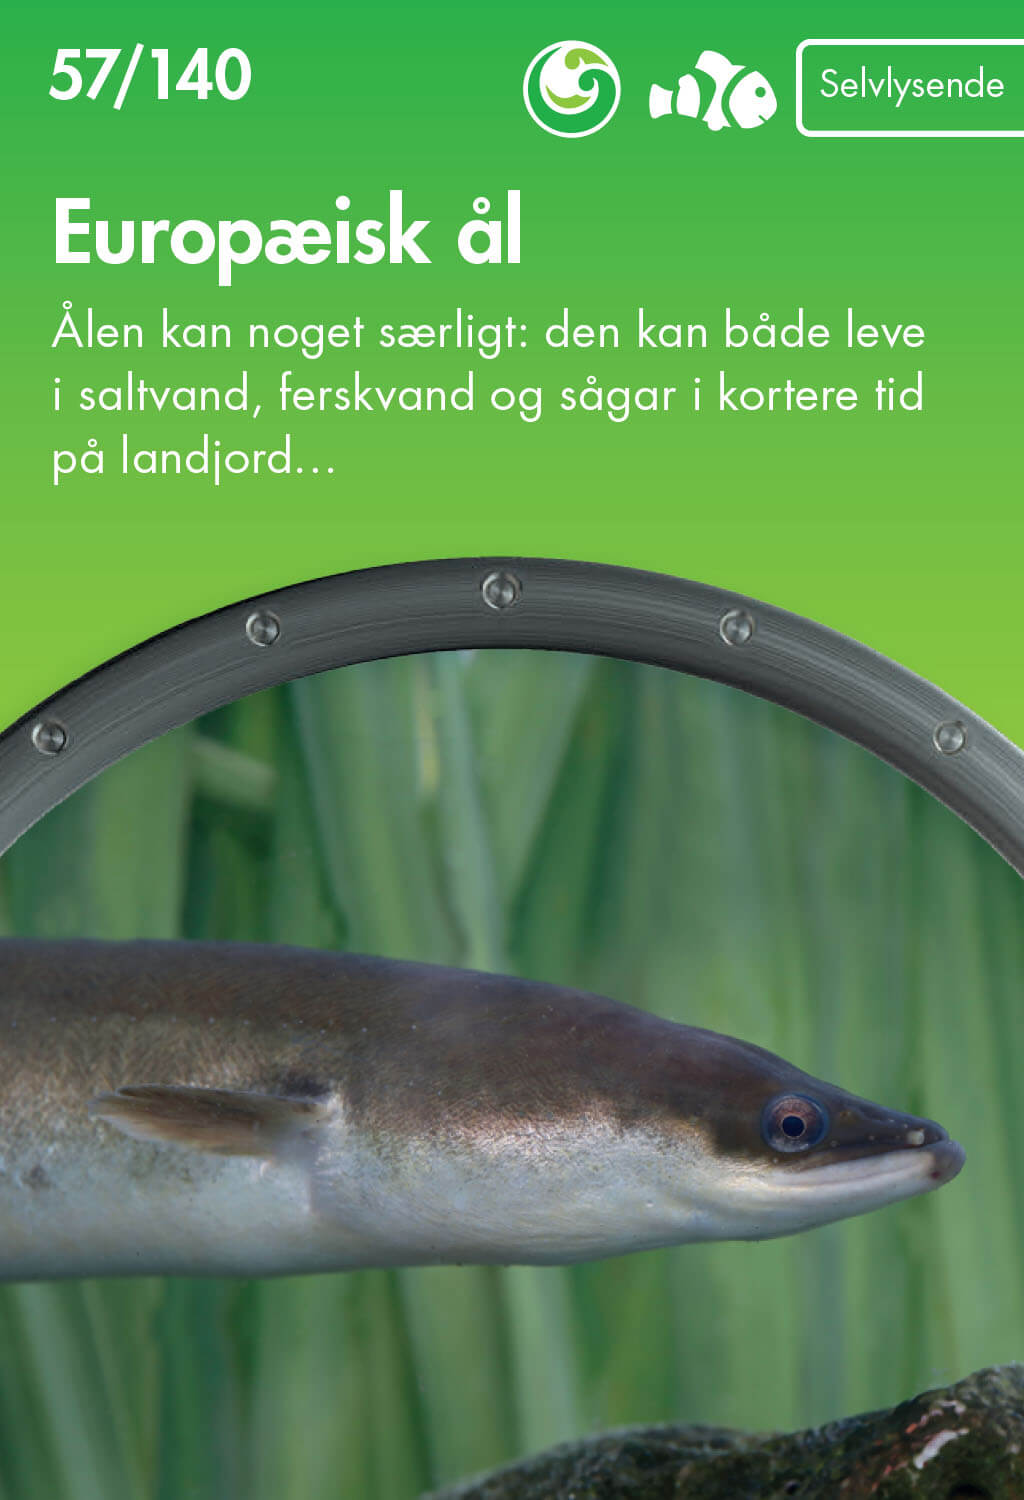 57/140
Selvlysende
Europæisk ål
Ålen kan noget særligt: den kan både leve
i saltvand, ferskvand og sågar i kortere tid
på landjord...